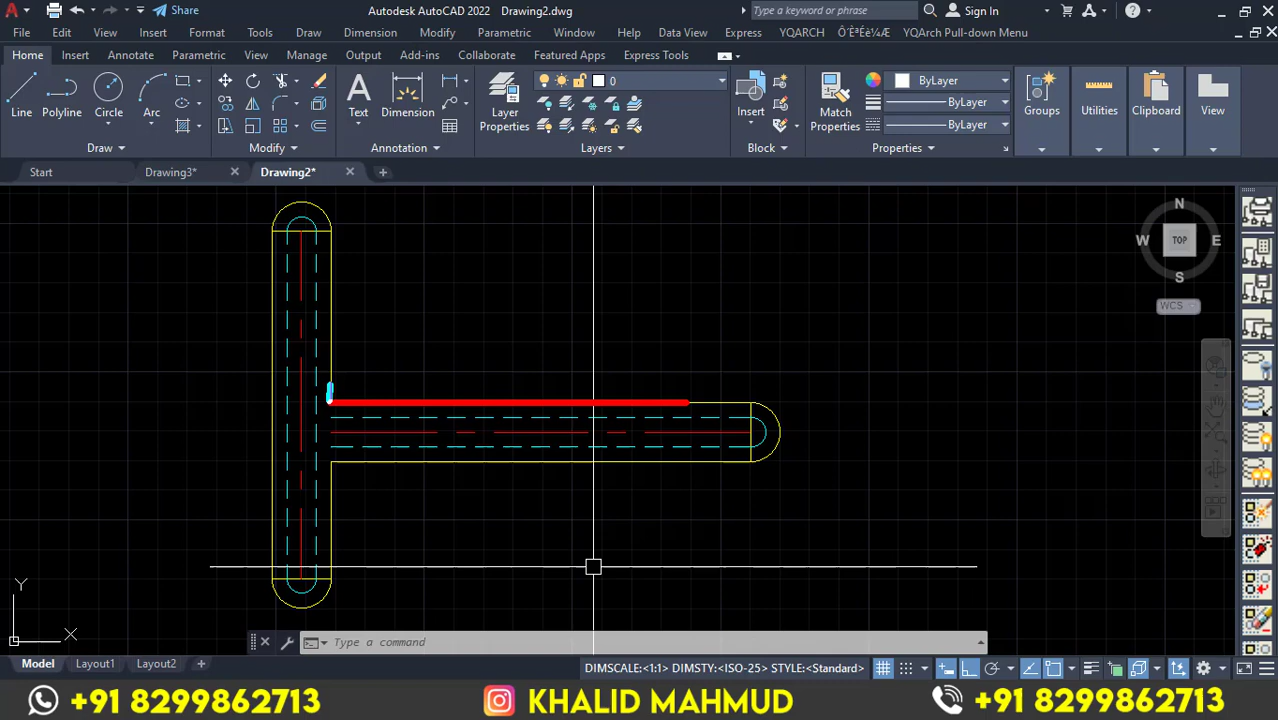 Share
Autodesk AutoCAD 2022 Drawing2.dwg
Type a keyword or phrase
Sign In
File Edit View Insert Format Tools Draw Dimension Modify Parametric Window Help Data View Express YQARCH Ô´È*Éè¼Æ YQArch Pull-down Menu
Home Insert Annotate Parametric View Manage Output Add-ins Collaborate Featured Apps Express Tools
0
ByLayer
ByLayer
ByLayer
Line Polyline Circle Arc
Text Dimension
Layer Properties
Insert
Match Properties
Groups Utilities Clipboard View
Draw Modify Annotation Layers Block Properties
Start Drawing3* Drawing2*
N
W TOP E
S
WCS
Y
X
Type a command
Model Layout1 Layout2
DIMSCALE:<1:1> DIMSTY:<ISO-25> STYLE:<Standard>
+91 8299862713 KHALID MAHMUD +91 8299862713